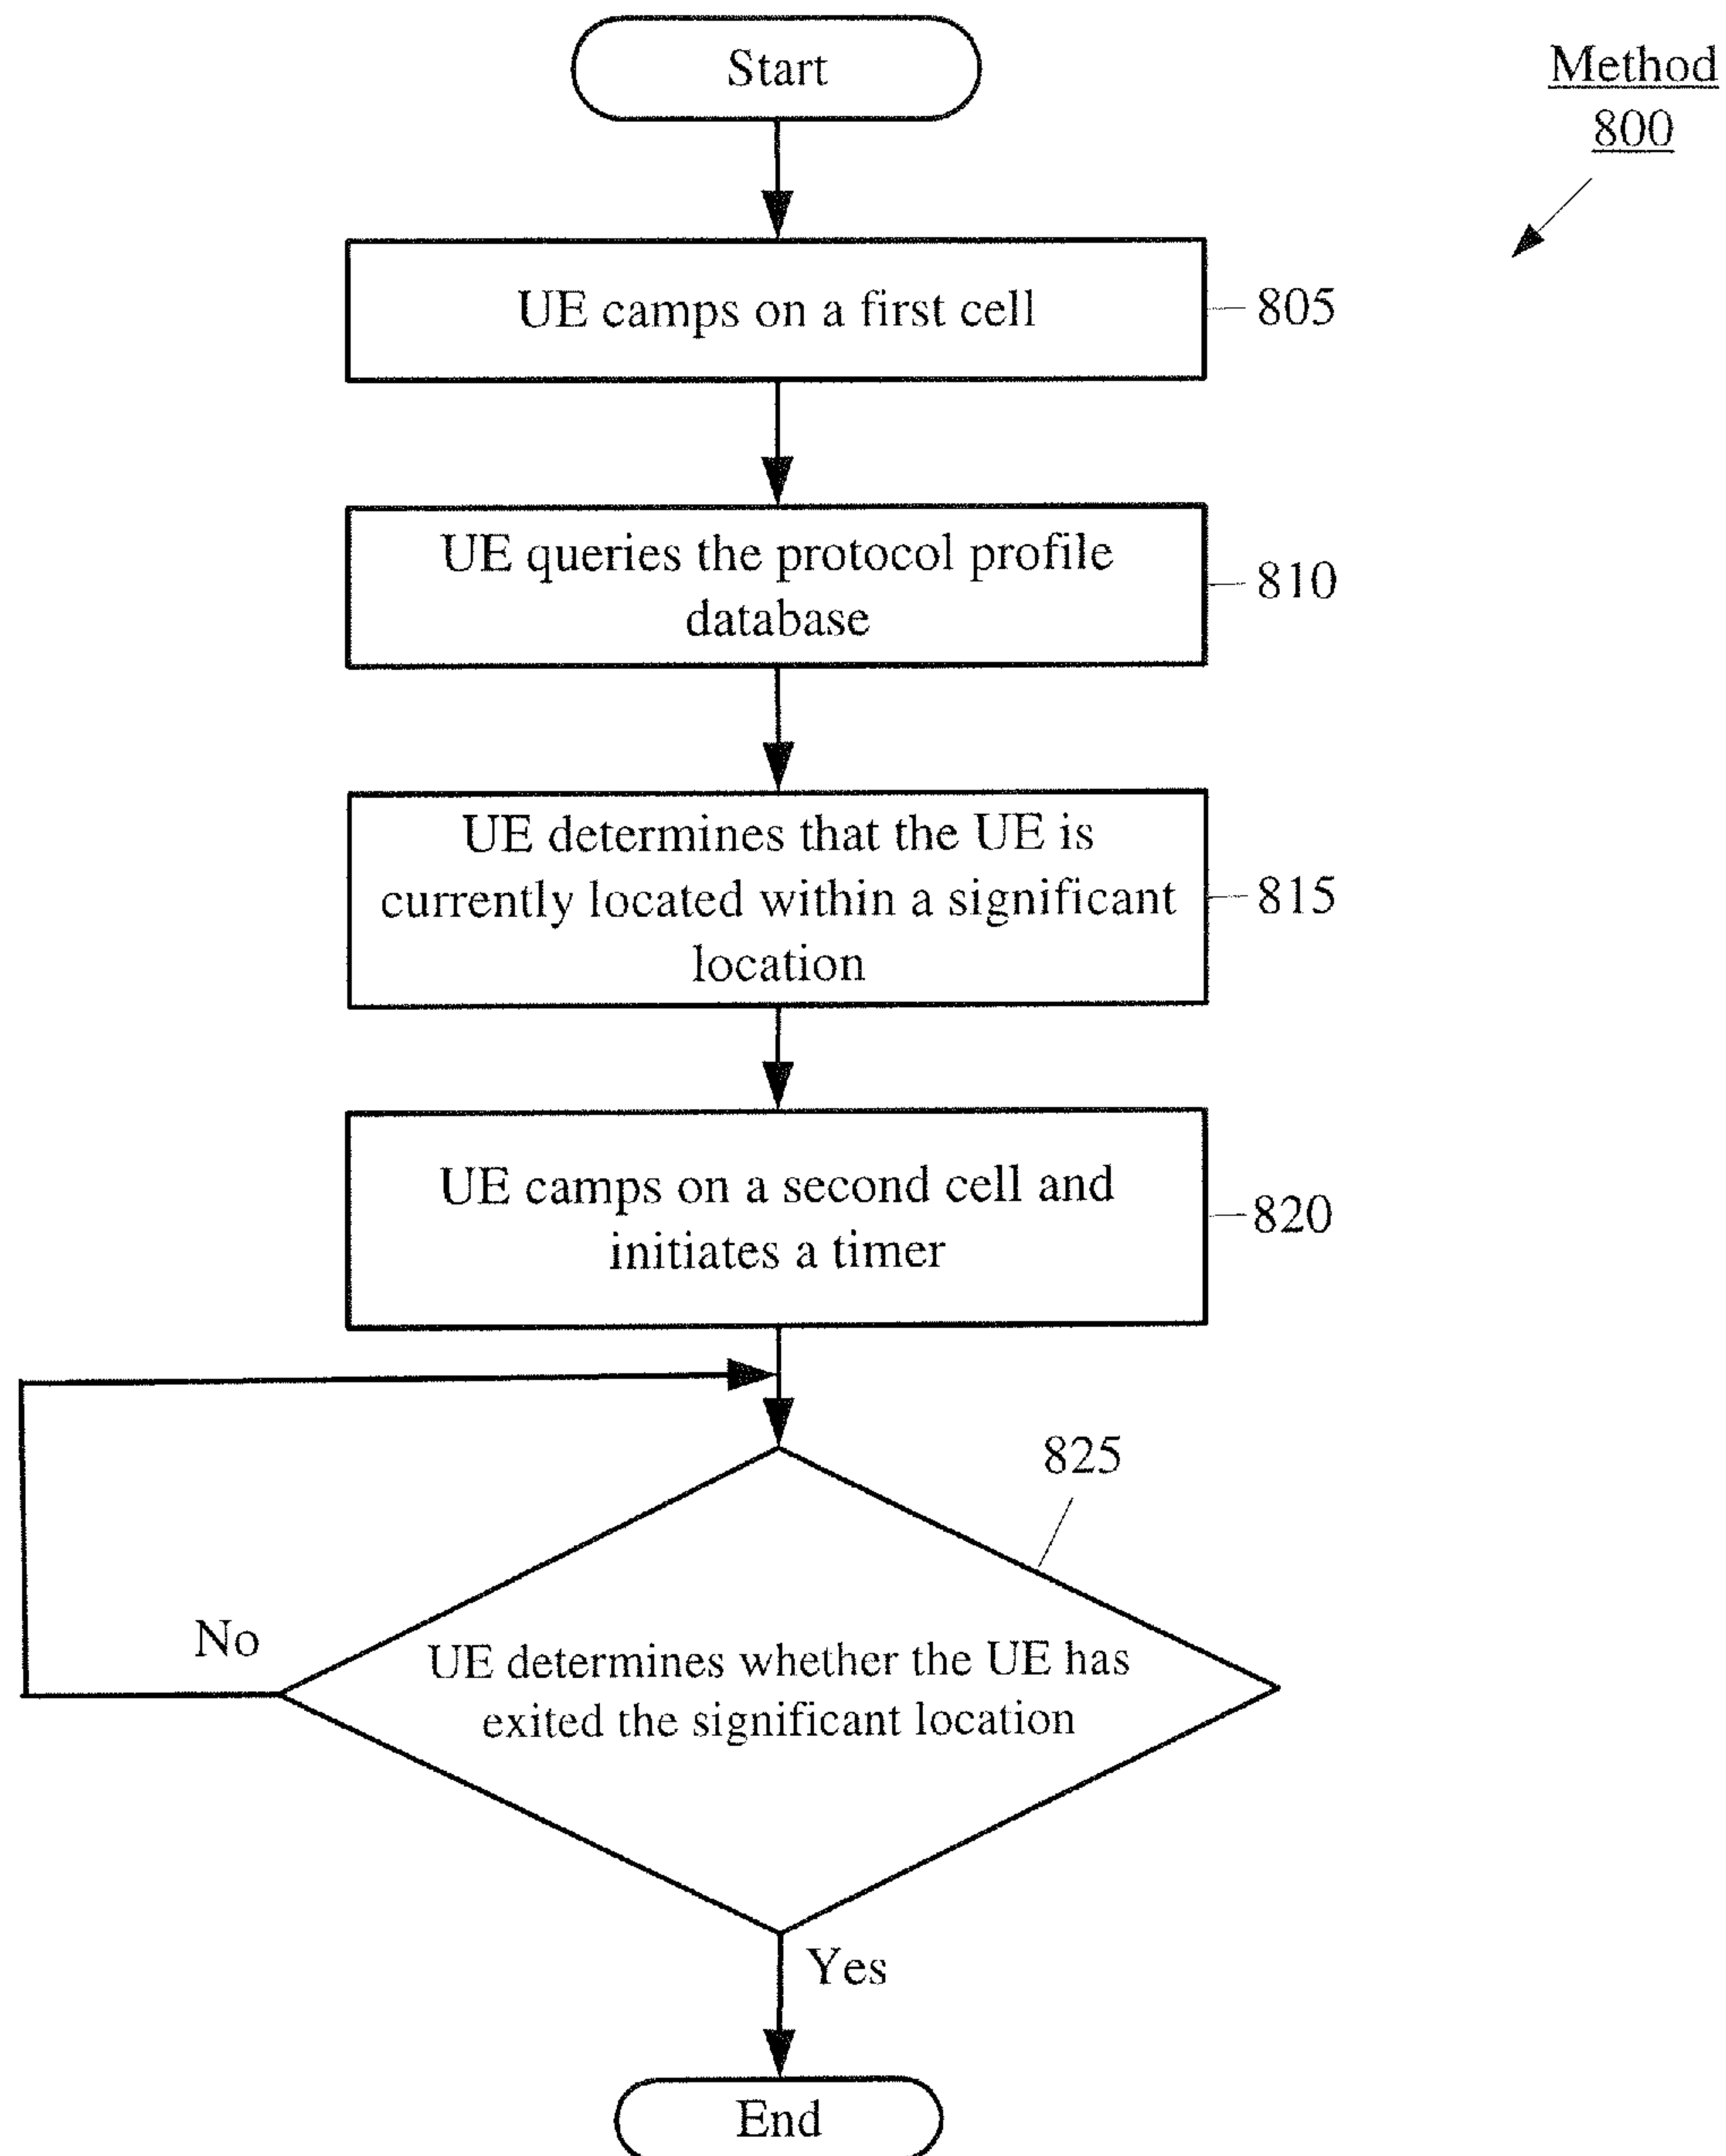 Start
Method
800
UE camps on a first cell
805
UE queries the protocol profile
database
810
UE determines that the UE is
currently located within a significant
location
815
UE camps on a second cell and
initiates a timer
820
825
No
UE determines whether the UE has
exited the significant location
Yes
End